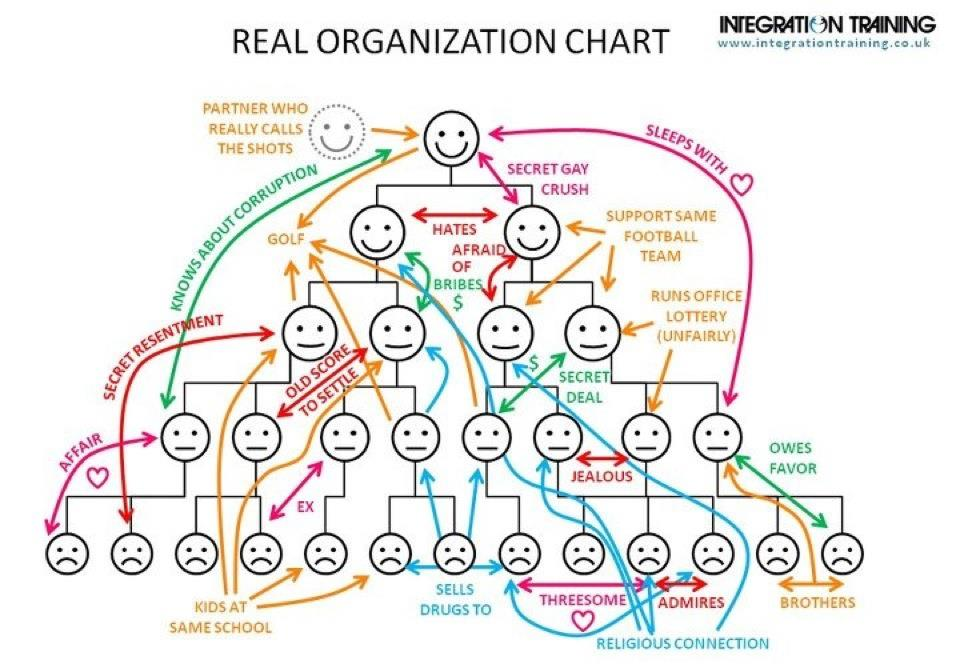 REAL ORGANIZATION CHART
INTEGRATION TRAINING
www.integrationtraining.co.uk
PARTNER WHO
REALLY CALLS
THE SHOTS
SLEEPS WITH
SECRET GAY
CRUSH
KNOWS ABOUT CORRUPTION
GOLF
HATES
AFRAID
OF
SUPPORT SAME
FOOTBALL
TEAM
BRIBES
$
RUNS OFFICE
LOTTERY
(UNFAIRLY)
SECRET RESENTMENT
OLD SCORE
TO SETTLE
$
SECRET
DEAL
AFFAIR
OWES
FAVOR
JEALOUS
EX
SELLS
DRUGS TO
THREESOME
ADMIRES
BROTHERS
KIDS AT
SAME SCHOOL
RELIGIOUS CONNECTION